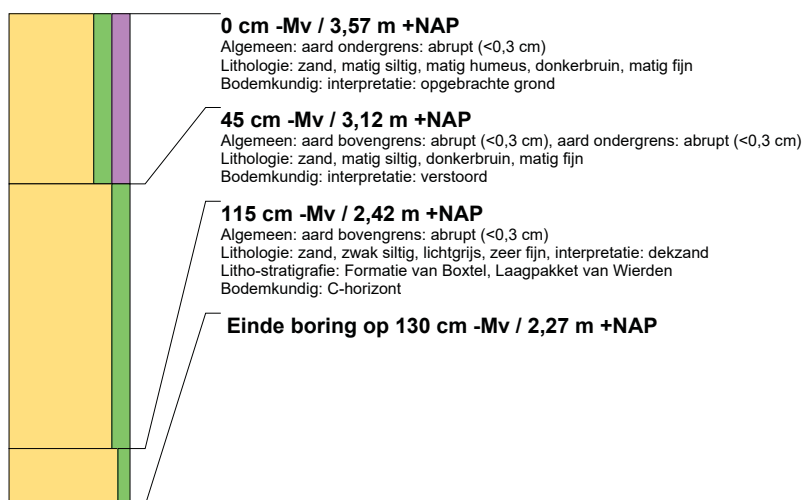 0 cm -Mv / 3,57 m +NAP
Algemeen: aard ondergrens: abrupt (<0,3 cm)
Lithologie: zand, matig siltig, matig humeus, donkerbruin, matig fijn
Bodemkundig: interpretatie: opgebrachte grond
45 cm -Mv / 3,12 m +NAP
Algemeen: aard bovengrens: abrupt (<0,3 cm), aard ondergrens: abrupt (<0,3 cm)
Lithologie: zand, matig siltig, donkerbruin, matig fijn
Bodemkundig: interpretatie: verstoord
115 cm -Mv / 2,42 m +NAP
Algemeen: aard bovengrens: abrupt (<0,3 cm)
Lithologie: zand, zwak siltig, lichtgrijs, zeer fijn, interpretatie: dekzand
Litho-stratigrafie: Formatie van Boxtel, Laagpakket van Wierden
Bodemkundig: C-horizont
Einde boring op 130 cm -Mv / 2,27 m +NAP